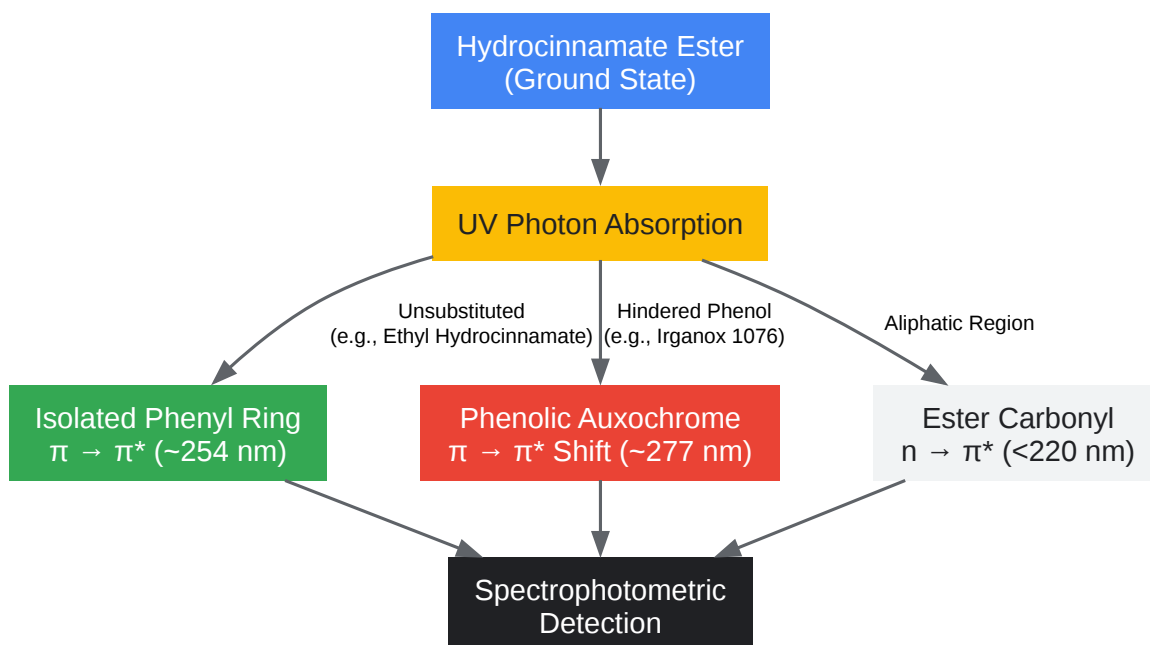 Hydrocinnamate Ester
(Ground State)
UV Photon Absorption
Unsubstituted
(e.g., Ethyl Hydrocinnamate)
Hindered Phenol
(e.g., Irganox 1076)
Aliphatic Region
Isolated Phenyl Ring
π → π* (~254 nm)
Phenolic Auxochrome
π → π* Shift (~277 nm)
Ester Carbonyl
n → π* (<220 nm)
Spectrophotometric
Detection